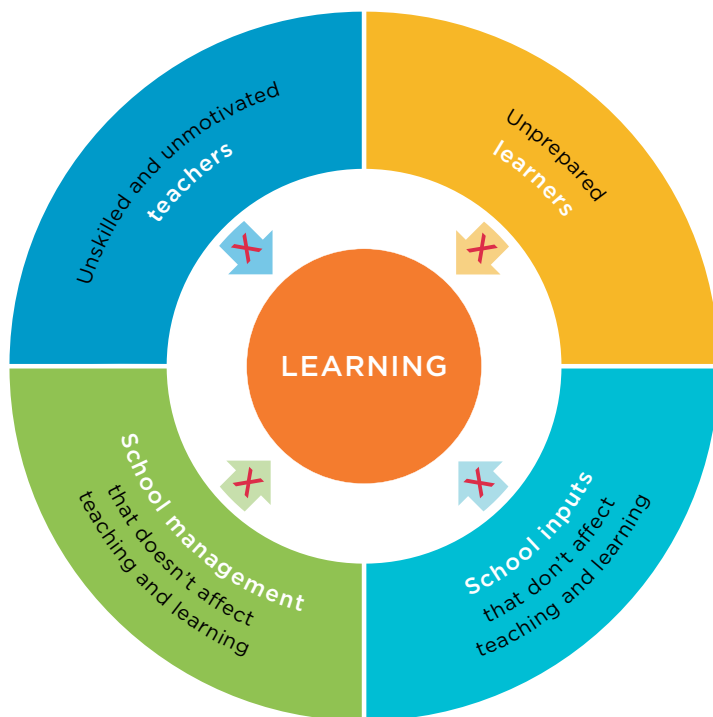 Unskilled and unmotivated
teachers
Unprepared
learners
LEARNING
School management
that doesn't affect
teaching and learning
School inputs
that don't affect
teaching and learning